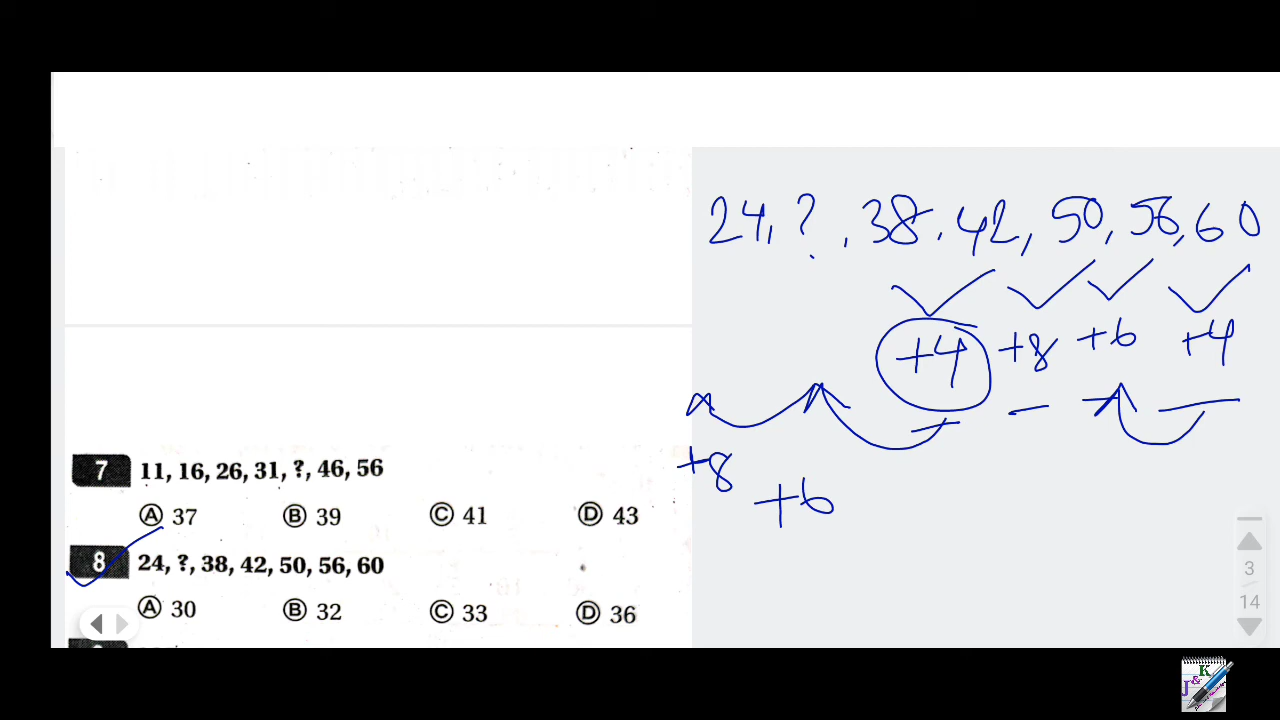 24, ?, 38, 42, 50, 56, 60
+4 +8 +6 +4
+8
+6
7 11, 16, 26, 31, ?, 46, 56
A 37 B 39 C 41 D 43
8 24, ?, 38, 42, 50, 56, 60
A 30 B 32 C 33 D 36
3
14
J & K